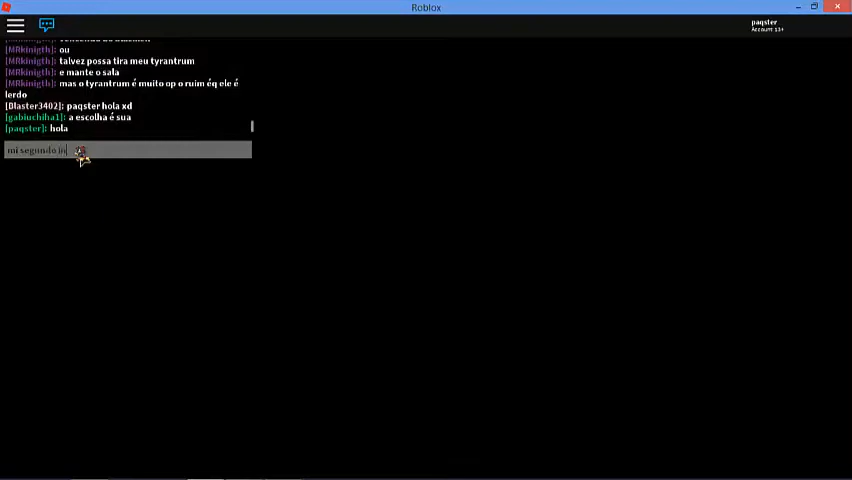 Roblox
paqster
Account 13+
[MRkinigth]: ou
[MRkinigth]: talvez possa tira meu tyrantrum
[MRkinigth]: e mante o sala
[MRkinigth]: mas o tyrantrum é muito op o ruim éq ele é
lerdo
[Blaster3402]: paqster hola xd
[gabiuchiha1]: a escolha é sua
[paqster]: hola
mi segundo in